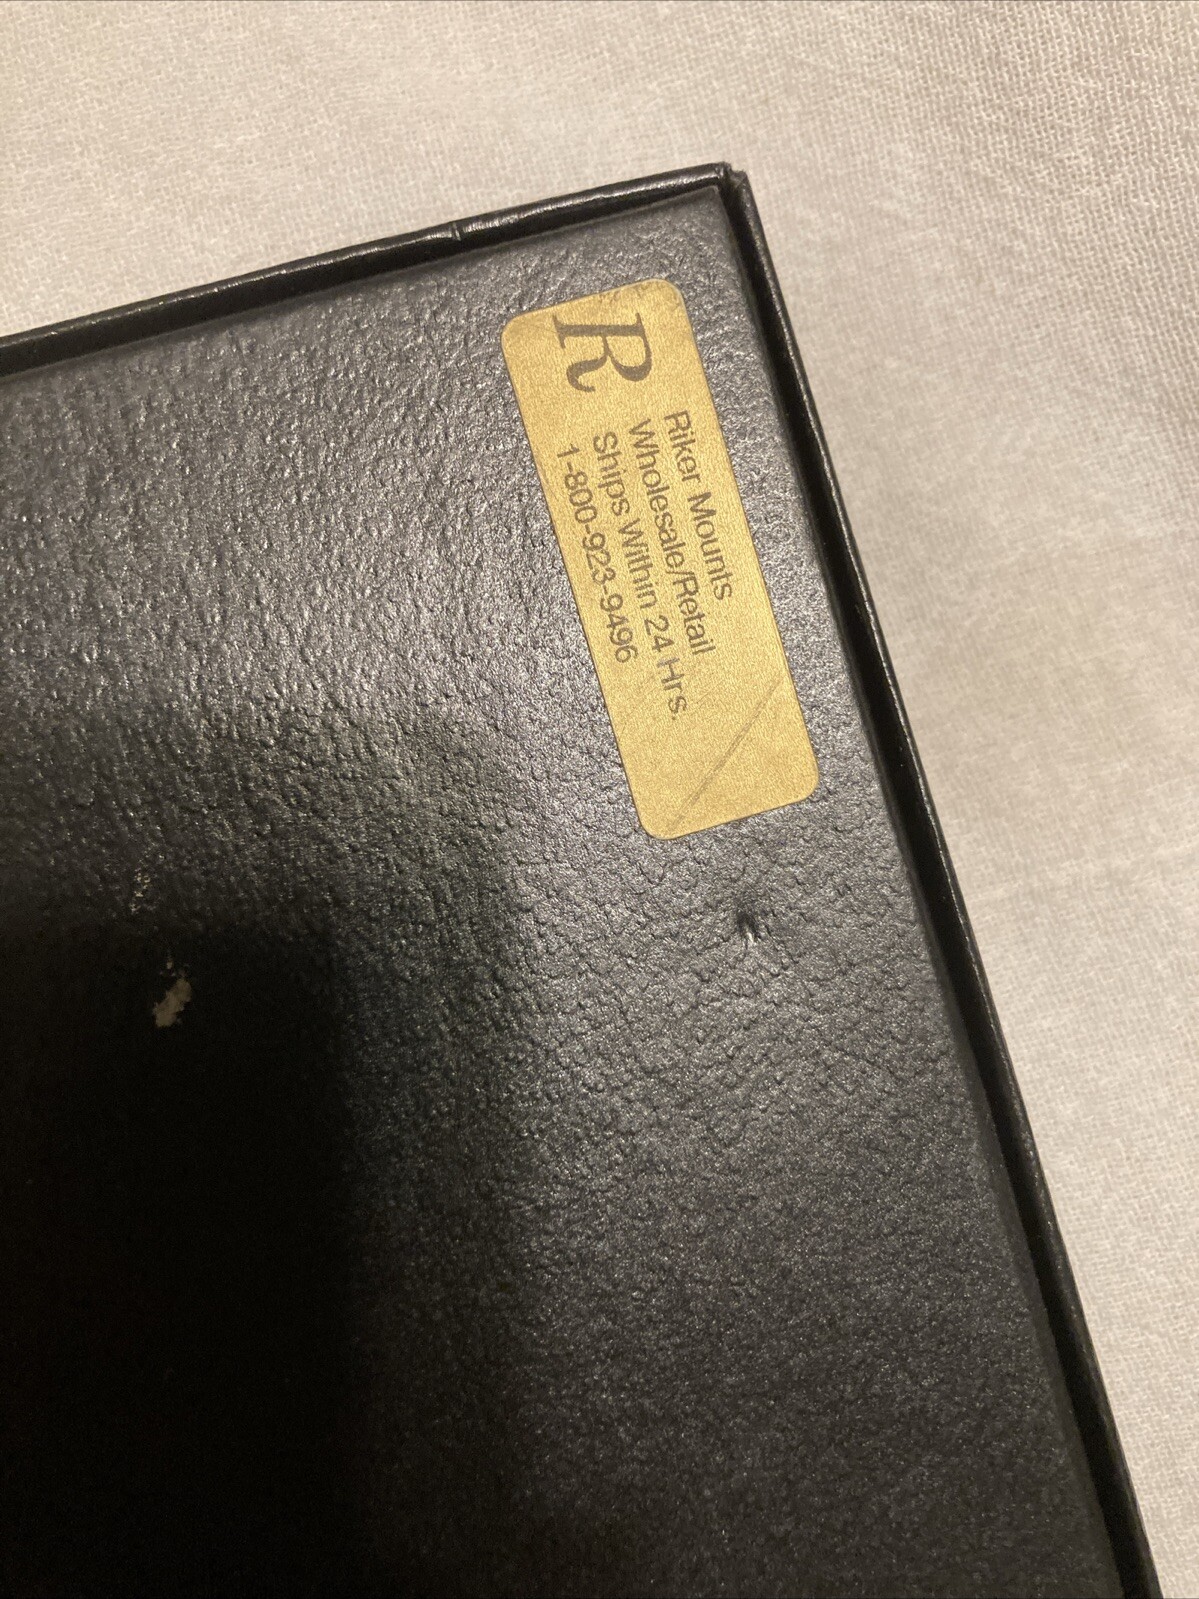 R
Riker Mounts
Wholesale/Retail
Ships Within 24 Hrs.
1-800-923-9496